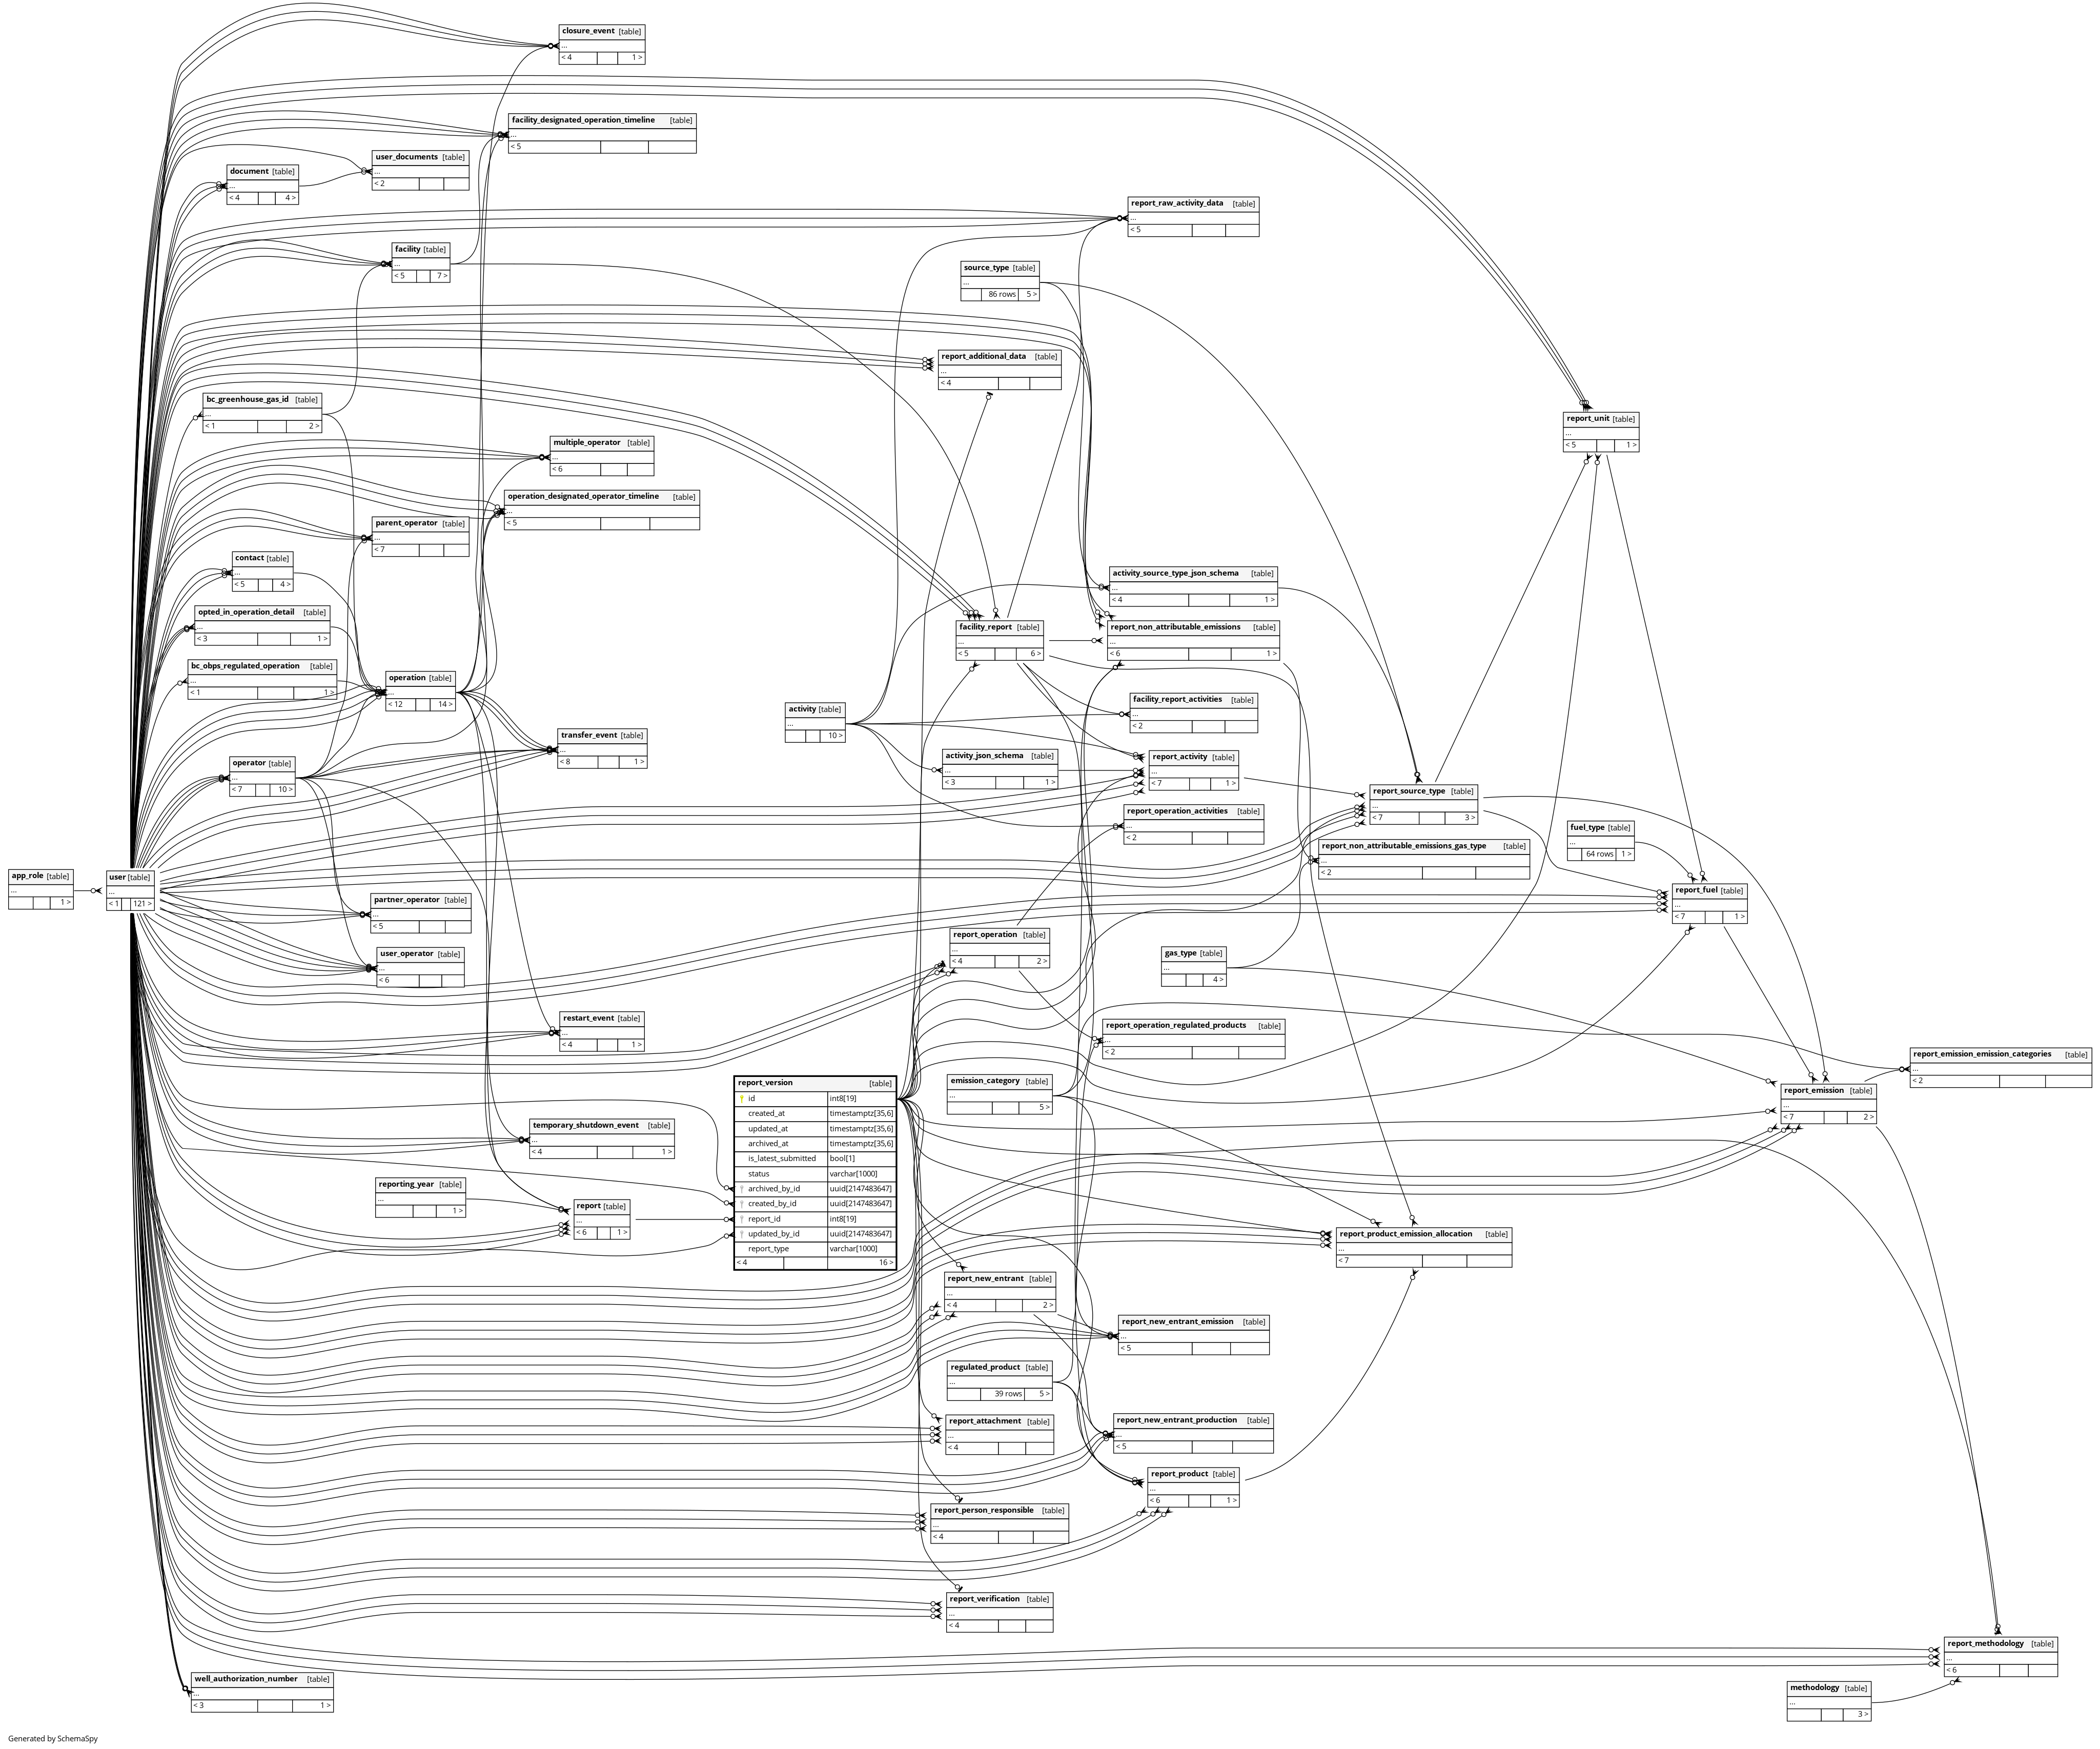 closure_event [table]
...
< 4 1 >
facility_designated_operation_timeline [table]
...
< 5
user_documents [table]
...
< 2
document [table]
...
< 4 4 >
report_raw_activity_data [table]
...
< 5
facility [table]
...
< 5 7 >
source_type [table]
...
86 rows 5 >
report_additional_data [table]
...
< 4
bc_greenhouse_gas_id [table]
...
< 1 2 >
report_unit [table]
...
< 5 1 >
multiple_operator [table]
...
< 6
operation_designated_operator_timeline [table]
...
< 5
parent_operator [table]
...
< 7
contact [table]
...
< 5 4 >
activity_source_type_json_schema [table]
...
< 4 1 >
opted_in_operation_detail [table]
...
< 3 1 >
facility_report [table]
...
< 5 6 >
report_non_attributable_emissions [table]
...
< 6 1 >
bc_obps_regulated_operation [table]
...
< 1 1 >
operation [table]
...
< 12 14 >
facility_report_activities [table]
...
< 2
activity [table]
...
10 >
transfer_event [table]
...
< 8 1 >
activity_json_schema [table]
...
< 3 1 >
report_activity [table]
...
< 7 1 >
operator [table]
...
< 7 10 >
report_source_type [table]
...
< 7 3 >
report_operation_activities [table]
...
< 2
fuel_type [table]
...
64 rows 1 >
report_non_attributable_emissions_gas_type [table]
...
< 2
app_role [table]
...
1 >
user [table]
...
< 1 121 >
report_fuel [table]
...
< 7 1 >
partner_operator [table]
...
< 5
report_operation [table]
...
< 4 2 >
user_operator [table]
...
< 6
gas_type [table]
...
4 >
restart_event [table]
...
< 4 1 >
report_operation_regulated_products [table]
...
< 2
report_emission_emission_categories [table]
...
< 2
emission_category [table]
...
5 >
report_emission [table]
...
< 7 2 >
report_version [table]
id int8[19]
created_at timestamptz[35,6]
updated_at timestamptz[35,6]
archived_at timestamptz[35,6]
is_latest_submitted bool[1]
status varchar[1000]
archived_by_id uuid[2147483647]
created_by_id uuid[2147483647]
report_id int8[19]
updated_by_id uuid[2147483647]
report_type varchar[1000]
< 4 16 >
temporary_shutdown_event [table]
...
< 4 1 >
reporting_year [table]
...
1 >
report [table]
...
< 6 1 >
report_product_emission_allocation [table]
...
< 7
report_new_entrant [table]
...
< 4 2 >
report_new_entrant_emission [table]
...
< 5
regulated_product [table]
...
39 rows 5 >
report_attachment [table]
...
< 4
report_new_entrant_production [table]
...
< 5
report_product [table]
...
< 6 1 >
report_person_responsible [table]
...
< 4
report_verification [table]
...
< 4
report_methodology [table]
...
< 6
well_authorization_number [table]
...
< 3 1 >
methodology [table]
...
3 >
Generated by SchemaSpy